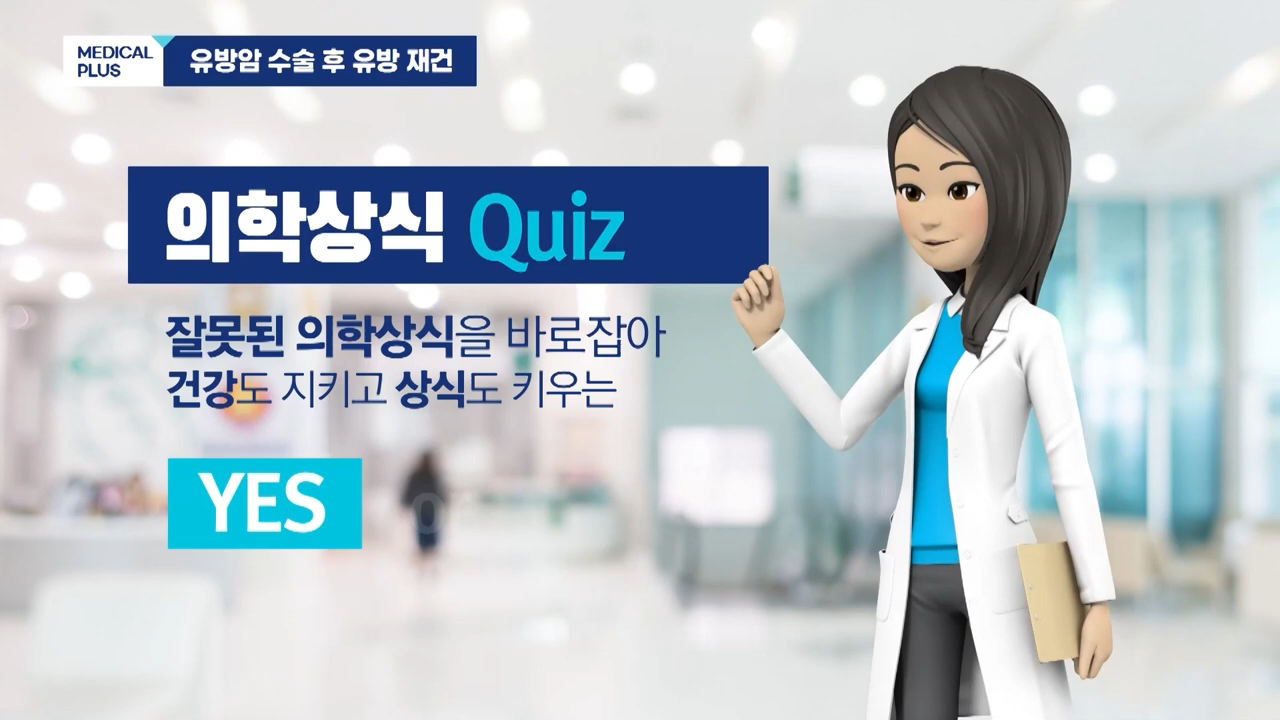 MEDICAL
PLUS
유방암 수술 후 유방 재건
의학상식 Quiz
잘못된 의학상식을 바로잡아
건강도 지키고 상식도 키우는
YES